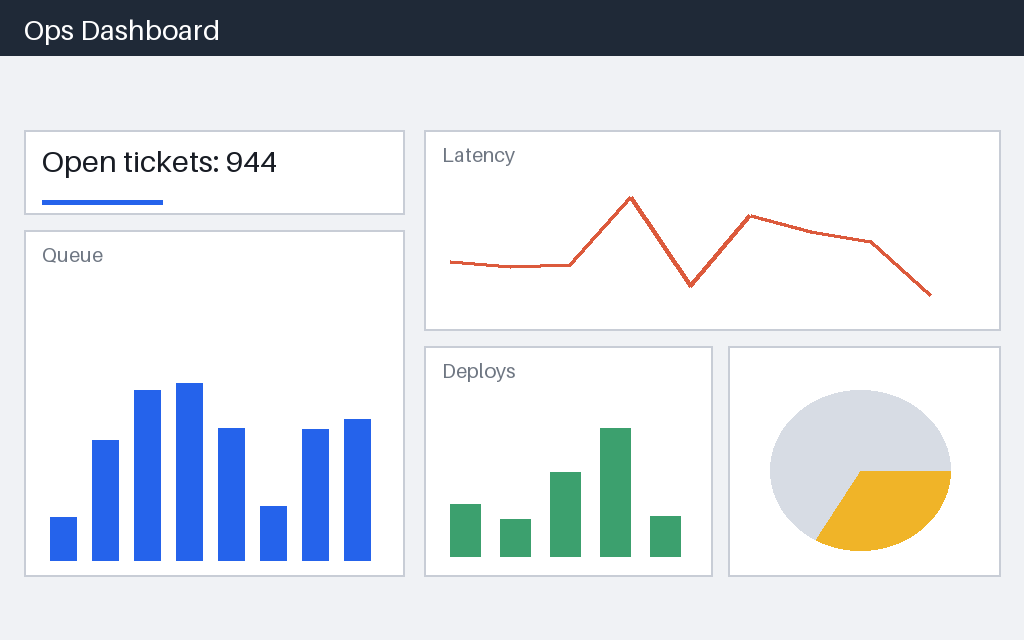 Ops Dashboard
Open tickets: 944
Latency
Queue
Deploys